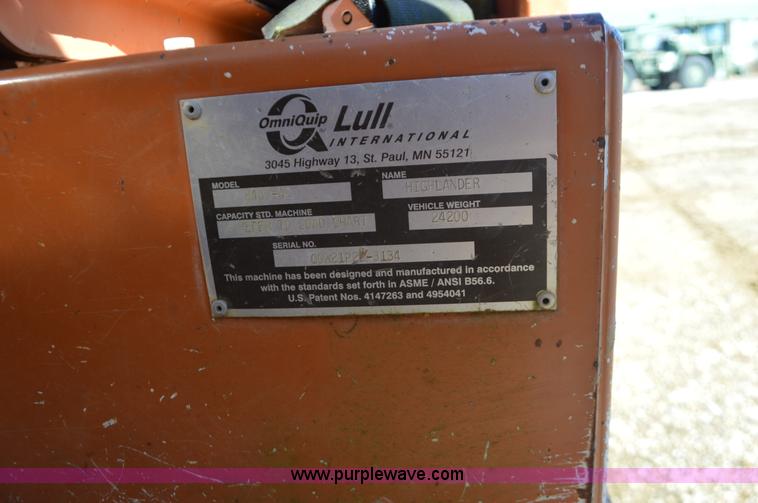 OmniQuip Lull
INTERNATIONAL
3045 Highway 13, St. Paul, MN 55121
MODEL NAME
HIGHLANDER
CAPACITY STD. MACHINE VEHICLE WEIGHT
LOAD CHART 24200
SERIAL NO.
This machine has been designed and manufactured in accordance
with the standards set forth in ASME / ANSI B56.6.
U.S. Patent Nos. 4147263 and 4954041
www.purplewave.com